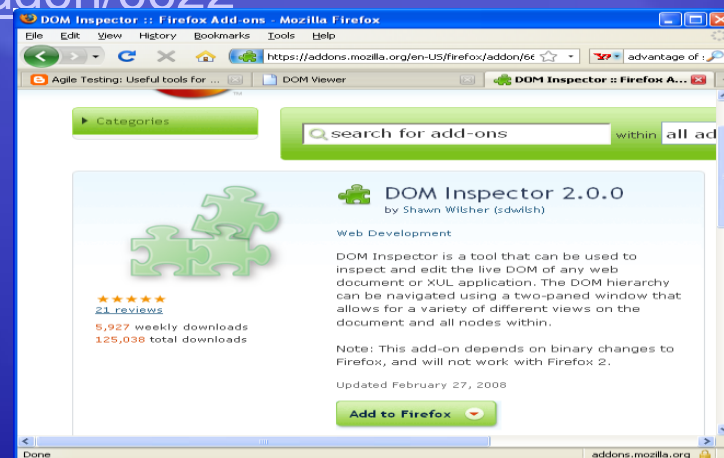 addon/6622
DOM Inspector :: Firefox Add-ons - Mozilla Firefox
File Edit View History Bookmarks Tools Help
https://addons.mozilla.org/en-US/firefox/addon/66 advantage of :
Agile Testing: Useful tools for ... DOM Viewer DOM Inspector :: Firefox A...
Categories
search for add-ons within all ad
DOM Inspector 2.0.0
by Shawn Wilsher (sdwilsh)
Web Development
DOM Inspector is a tool that can be used to
inspect and edit the live DOM of any web
document or XUL application. The DOM hierarchy
can be navigated using a two-paned window that
allows for a variety of different views on the
document and all nodes within.
21 reviews
5,927 weekly downloads
125,038 total downloads
Note: This add-on depends on binary changes to
Firefox, and will not work with Firefox 2.
Updated February 27, 2008
Add to Firefox
Done addons.mozilla.org